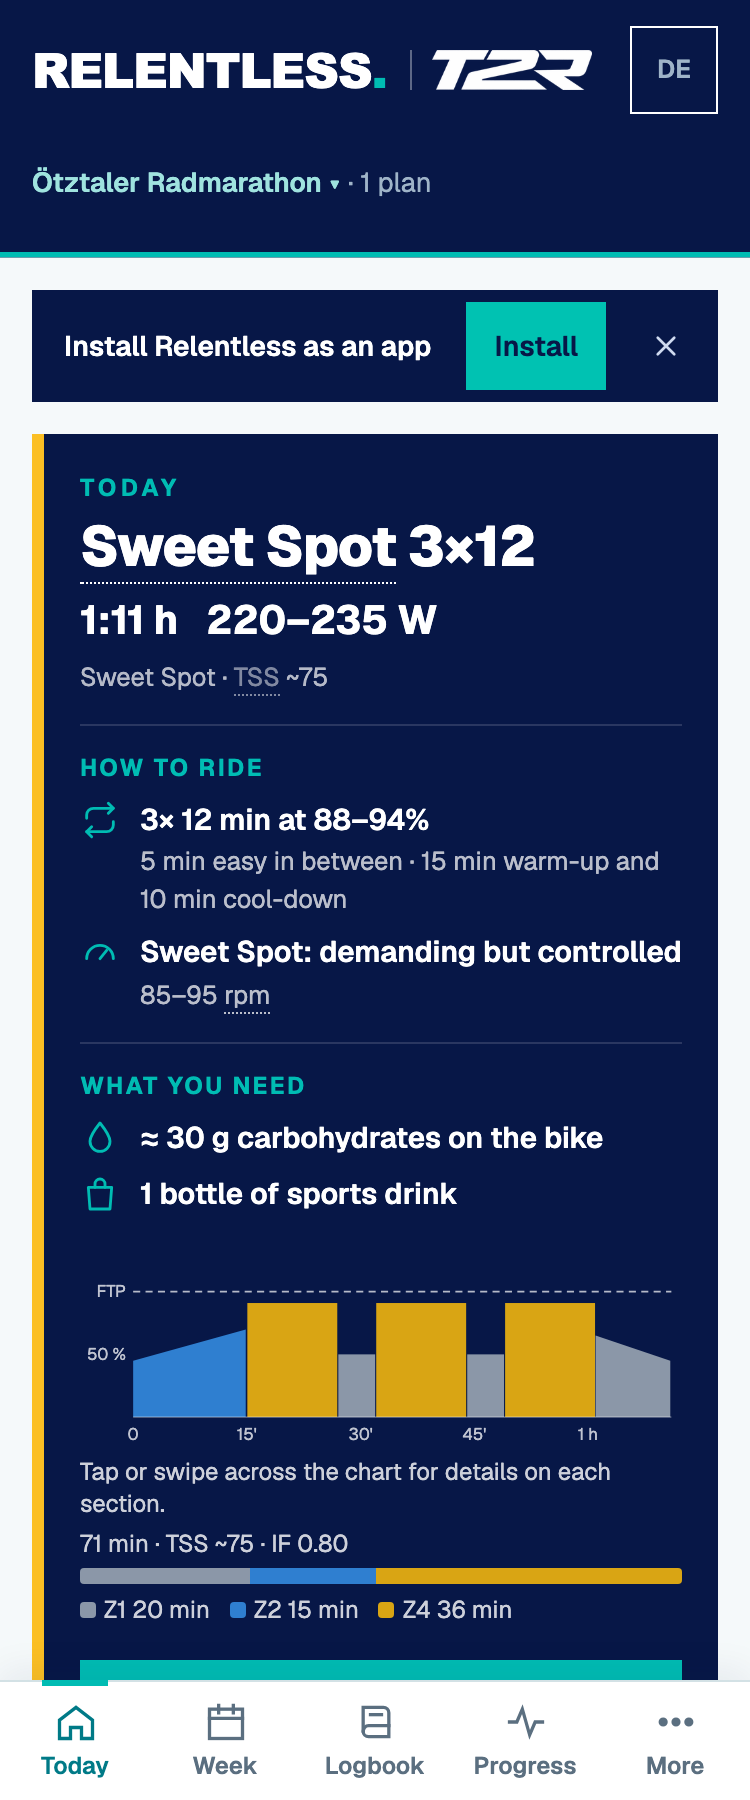 RELENTLESS. | T2R
DE
Ötztaler Radmarathon ▾ · 1 plan
Install Relentless as an app
Install
TODAY
Sweet Spot 3×12
1:11 h 220–235 W
Sweet Spot · TSS ~75
HOW TO RIDE
3× 12 min at 88–94%
5 min easy in between · 15 min warm-up and
10 min cool-down
Sweet Spot: demanding but controlled
85–95 rpm
WHAT YOU NEED
≈ 30 g carbohydrates on the bike
1 bottle of sports drink
FTP
50 %
0 15' 30' 45' 1 h
Tap or swipe across the chart for details on each
section.
71 min · TSS ~75 · IF 0.80
Z1 20 min Z2 15 min Z4 36 min
Today Week Logbook Progress More